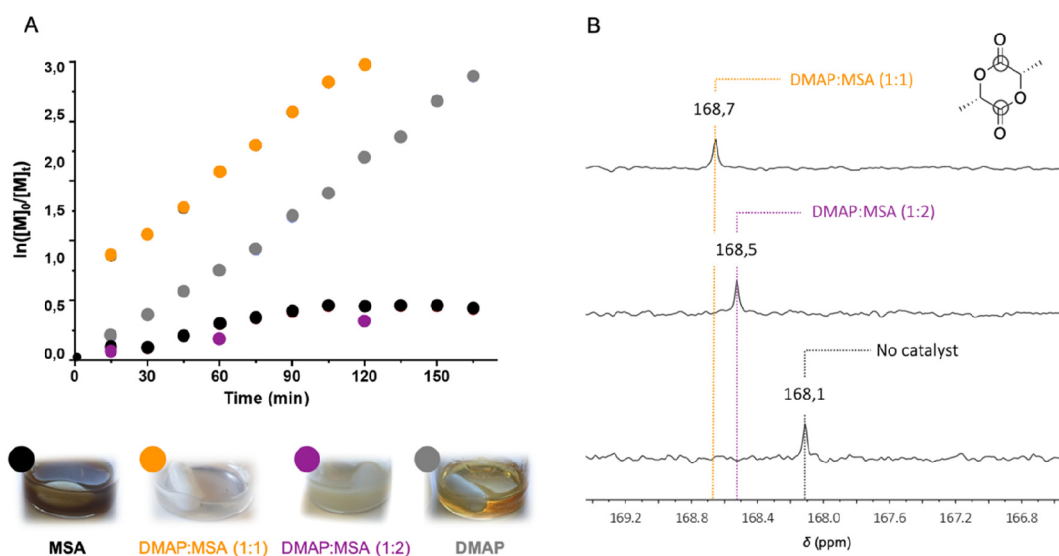 A
3,0
2,5
2,0
1,5
1,0
0,5
0,0
ln([M]₀/[M]ₜ)
0
30
60
90
120
150
Time (min)
MSA
DMAP:MSA (1:1)
DMAP:MSA (1:2)
DMAP
B
O
O
O
O
DMAP:MSA (1:1)
168,7
DMAP:MSA (1:2)
168,5
No catalyst
168,1
169.2
168.8
168.4
168.0
167.6
167.2
166.8
δ (ppm)